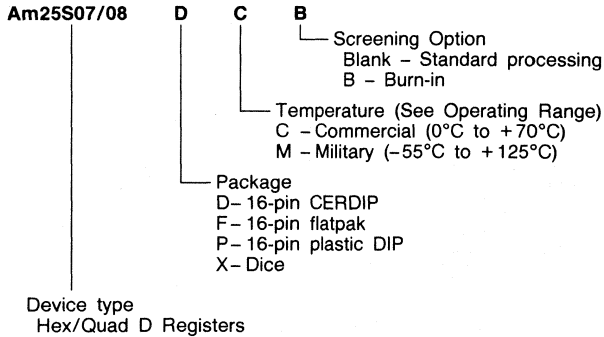 Am25S07/08 D C B
Screening Option
Blank – Standard processing
B – Burn-in
Temperature (See Operating Range)
C – Commercial (0°C to +70°C)
M – Military (–55°C to +125°C)
Package
D – 16-pin CERDIP
F – 16-pin flatpak
P – 16-pin plastic DIP
X – Dice
Device type
Hex/Quad D Registers